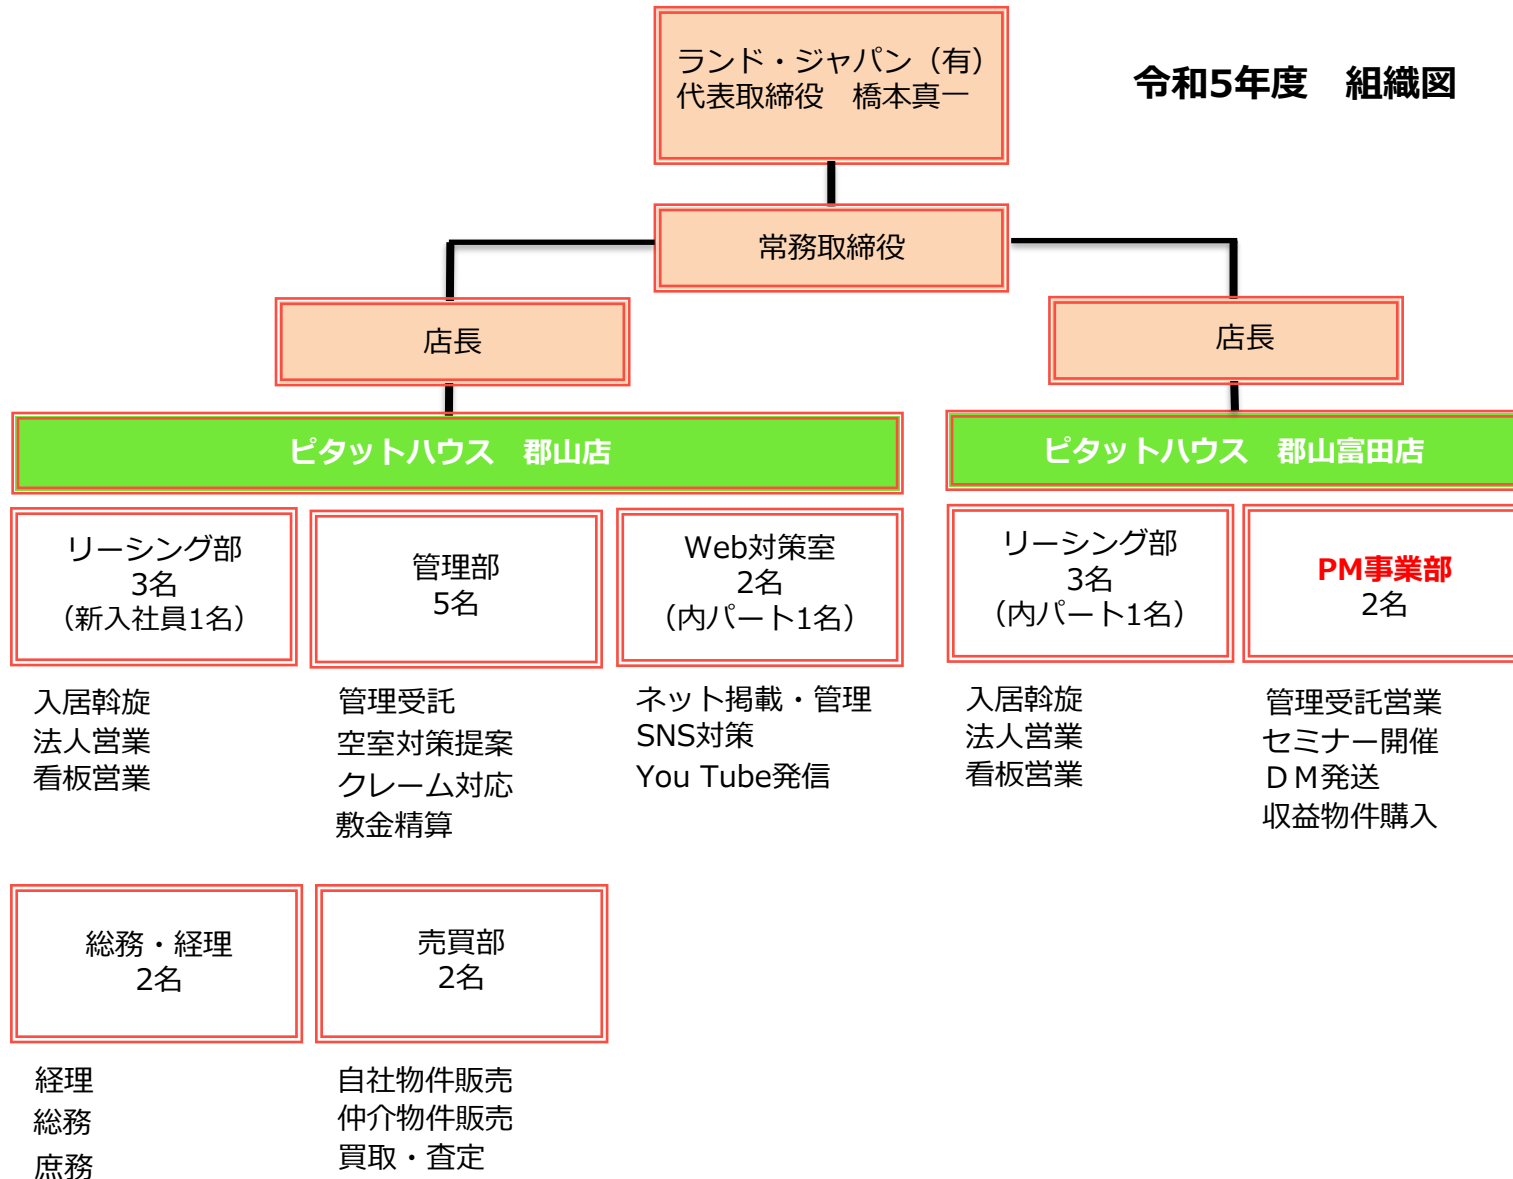 ランド・ジャパン（有）
代表取締役　橋本真一
令和5年度　組織図
常務取締役
店長
店長
ピタットハウス　郡山店
ピタットハウス　郡山富田店
リーシング部
3名
（新入社員1名）
管理部
5名
Web対策室
2名
（内パート1名）
リーシング部
3名
（内パート1名）
PM事業部
2名
入居斡旋
法人営業
看板営業
管理受託
空室対策提案
クレーム対応
敷金精算
ネット掲載・管理
SNS対策
You Tube発信
入居斡旋
法人営業
看板営業
管理受託営業
セミナー開催
ＤＭ発送
収益物件購入
総務・経理
2名
売買部
2名
経理
総務
庶務
自社物件販売
仲介物件販売
買取・査定